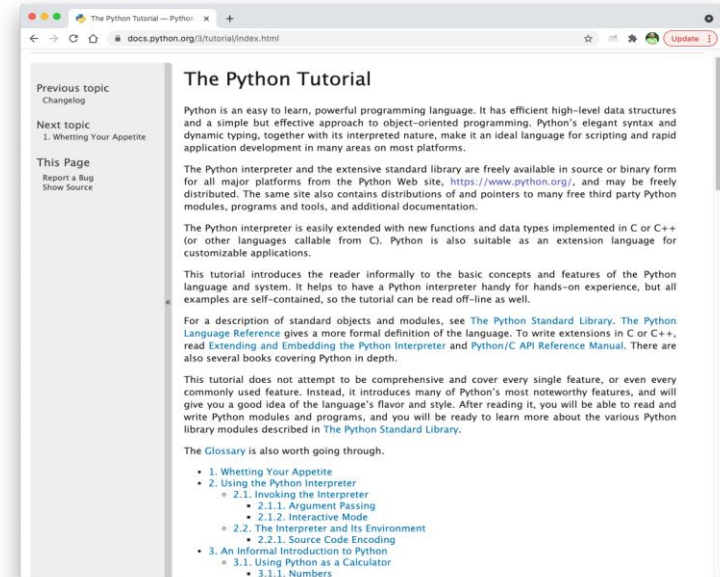 The Python Tutorial — Python
docs.python.org/3/tutorial/index.html
Update
Previous topic
Changelog
Next topic
1. Whetting Your Appetite
This Page
Report a Bug
Show Source
«
The Python Tutorial
Python is an easy to learn, powerful programming language. It has efficient high-level data structures
and a simple but effective approach to object-oriented programming. Python's elegant syntax and
dynamic typing, together with its interpreted nature, make it an ideal language for scripting and rapid
application development in many areas on most platforms.
The Python interpreter and the extensive standard library are freely available in source or binary form
for all major platforms from the Python Web site, https://www.python.org/, and may be freely
distributed. The same site also contains distributions of and pointers to many free third party Python
modules, programs and tools, and additional documentation.
The Python interpreter is easily extended with new functions and data types implemented in C or C++
(or other languages callable from C). Python is also suitable as an extension language for
customizable applications.
This tutorial introduces the reader informally to the basic concepts and features of the Python
language and system. It helps to have a Python interpreter handy for hands-on experience, but all
examples are self-contained, so the tutorial can be read off-line as well.
For a description of standard objects and modules, see The Python Standard Library. The Python
Language Reference gives a more formal definition of the language. To write extensions in C or C++,
read Extending and Embedding the Python Interpreter and Python/C API Reference Manual. There are
also several books covering Python in depth.
This tutorial does not attempt to be comprehensive and cover every single feature, or even every
commonly used feature. Instead, it introduces many of Python's most noteworthy features, and will
give you a good idea of the language's flavor and style. After reading it, you will be able to read and
write Python modules and programs, and you will be ready to learn more about the various Python
library modules described in The Python Standard Library.
The Glossary is also worth going through.
• 1. Whetting Your Appetite
• 2. Using the Python Interpreter
◦ 2.1. Invoking the Interpreter
▪ 2.1.1. Argument Passing
▪ 2.1.2. Interactive Mode
◦ 2.2. The Interpreter and Its Environment
▪ 2.2.1. Source Code Encoding
• 3. An Informal Introduction to Python
◦ 3.1. Using Python as a Calculator
▪ 3.1.1. Numbers